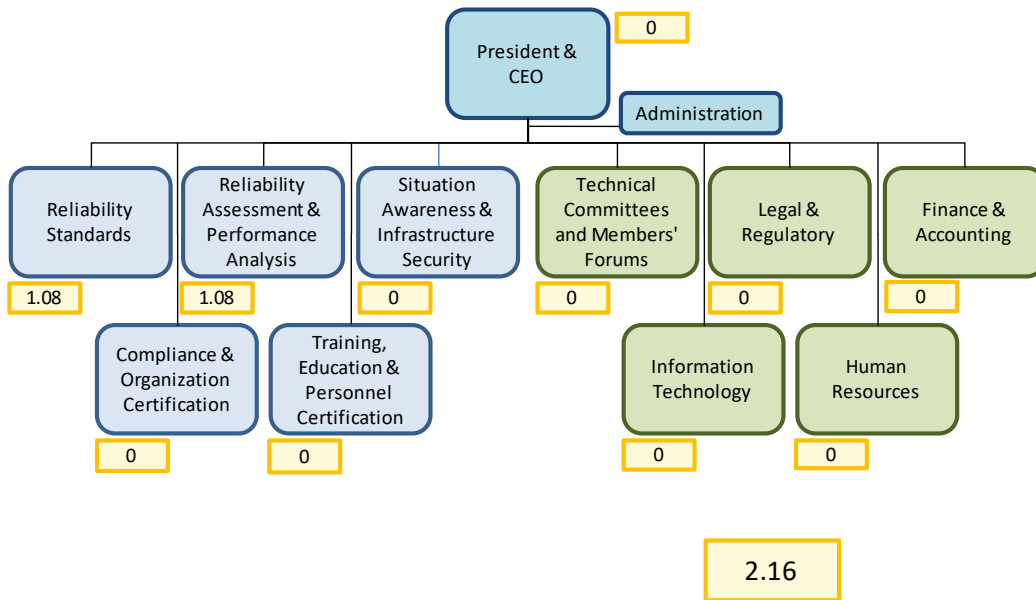 0
President &
CEO
Administration
Reliability
Standards
Reliability
Assessment &
Performance
Analysis
Situation
Awareness &
Infrastructure
Security
Technical
Committees
and Members'
Forums
Legal &
Regulatory
Finance &
Accounting
1.08
1.08
0
0
0
0
Compliance &
Organization
Certification
Training,
Education &
Personnel
Certification
Information
Technology
Human
Resources
0
0
0
0
2.16